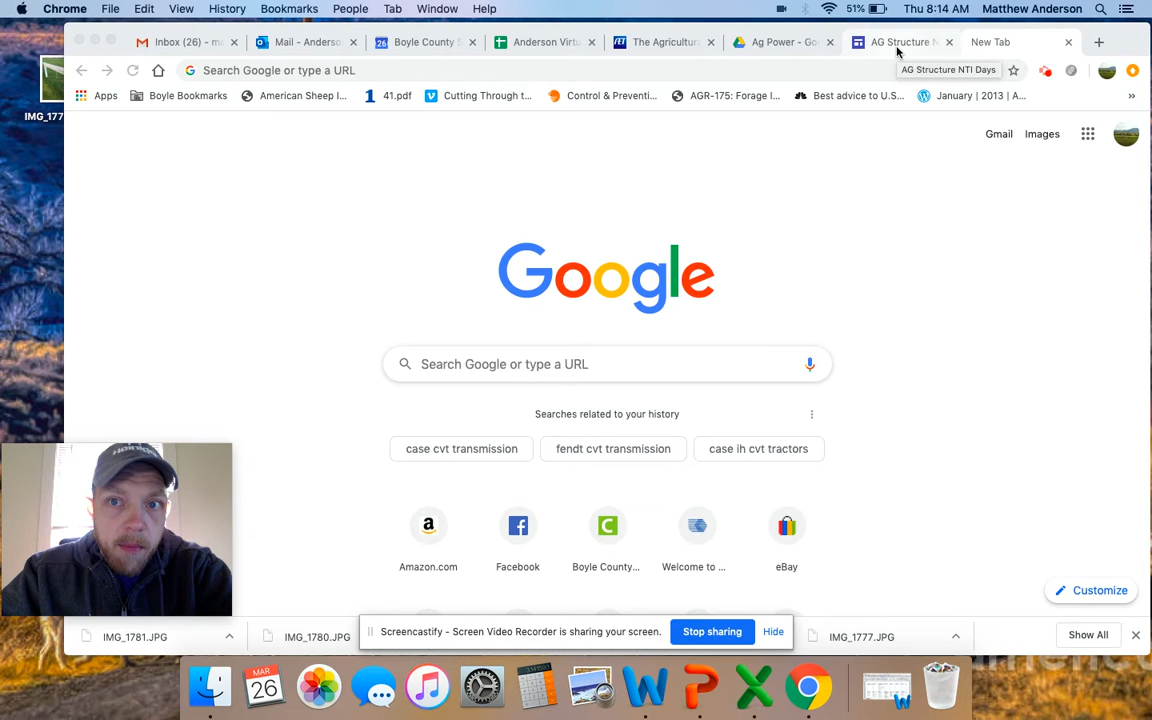 Chrome File Edit View History Bookmarks People Tab Window Help 51% Thu 8:14 AM Matthew Anderson
Inbox (26) - m
Mail - Anderso
26 Boyle County S
Anderson Virtu
The Agricultura
Ag Power - Goo
AG Structure N
New Tab
Search Google or type a URL
AG Structure NTI Days
Apps Boyle Bookmarks American Sheep I... 41.pdf Cutting Through t... Control & Preventi... AGR-175: Forage I... Best advice to U.S... January | 2013 | A... »
IMG_177
Gmail Images
Google
Search Google or type a URL
Searches related to your history
case cvt transmission fendt cvt transmission case ih cvt tractors
Amazon.com Facebook Boyle County... Welcome to ... eBay
Customize
Screencastify - Screen Video Recorder is sharing your screen. Stop sharing Hide
IMG_1781.JPG IMG_1780.JPG IMG_1777.JPG Show All
MAR
26